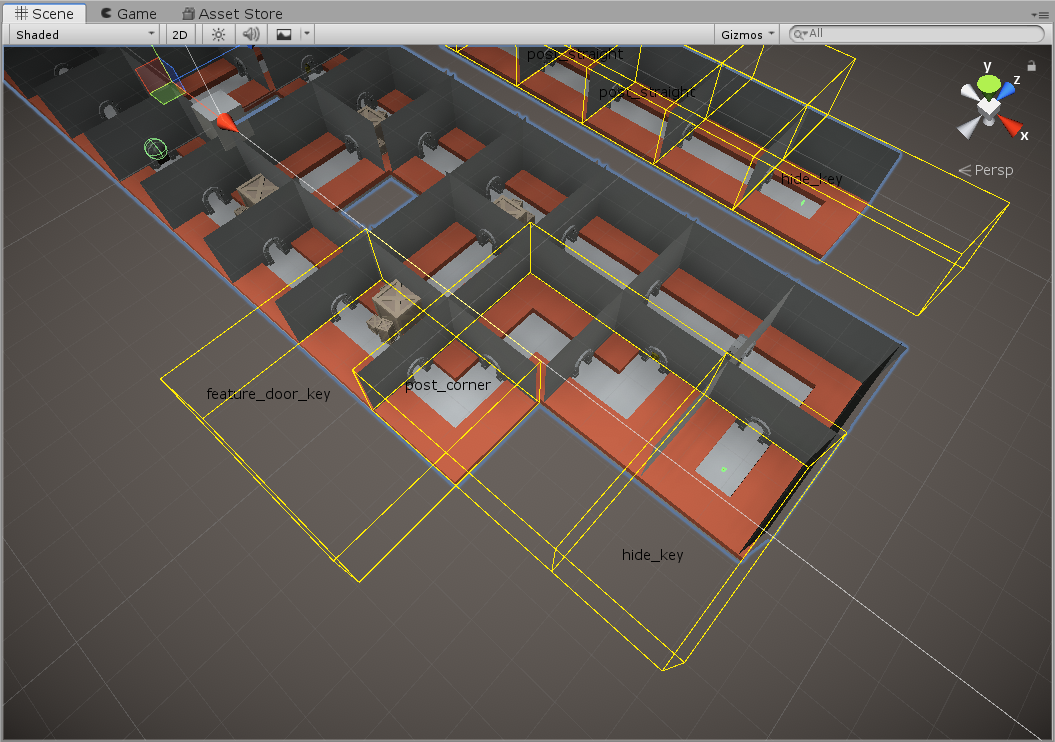 Scene Game Asset Store
Shaded 2D Gizmos All
post_straight
post_straight
hide_key
y
z
x
Persp
post_corner
feature_door_key
hide_key